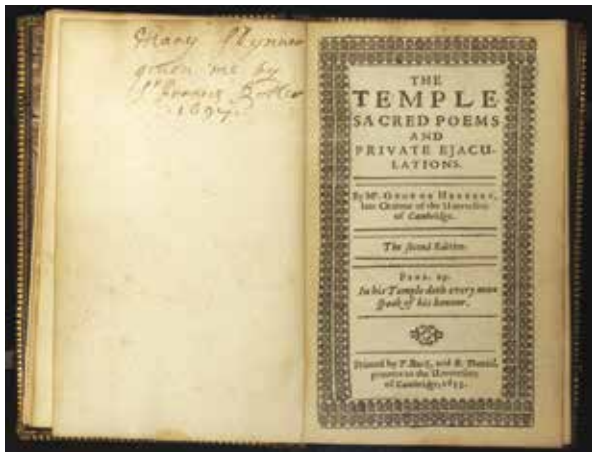 Mary
given me by
1697.
THE
TEMPLE
SACRED POEMS
AND
PRIVATE EJACU-
LATIONS.
By Mr. GEORGE HERBERT,
late Oratour of the Universitie
of Cambridge.
The second Edition.
PSAL. 29.
In his Temple doth every man
speak of his honour.
Printed by T. Buck, and R. Daniel,
printers to the Universitie
of Cambridge, 1633.